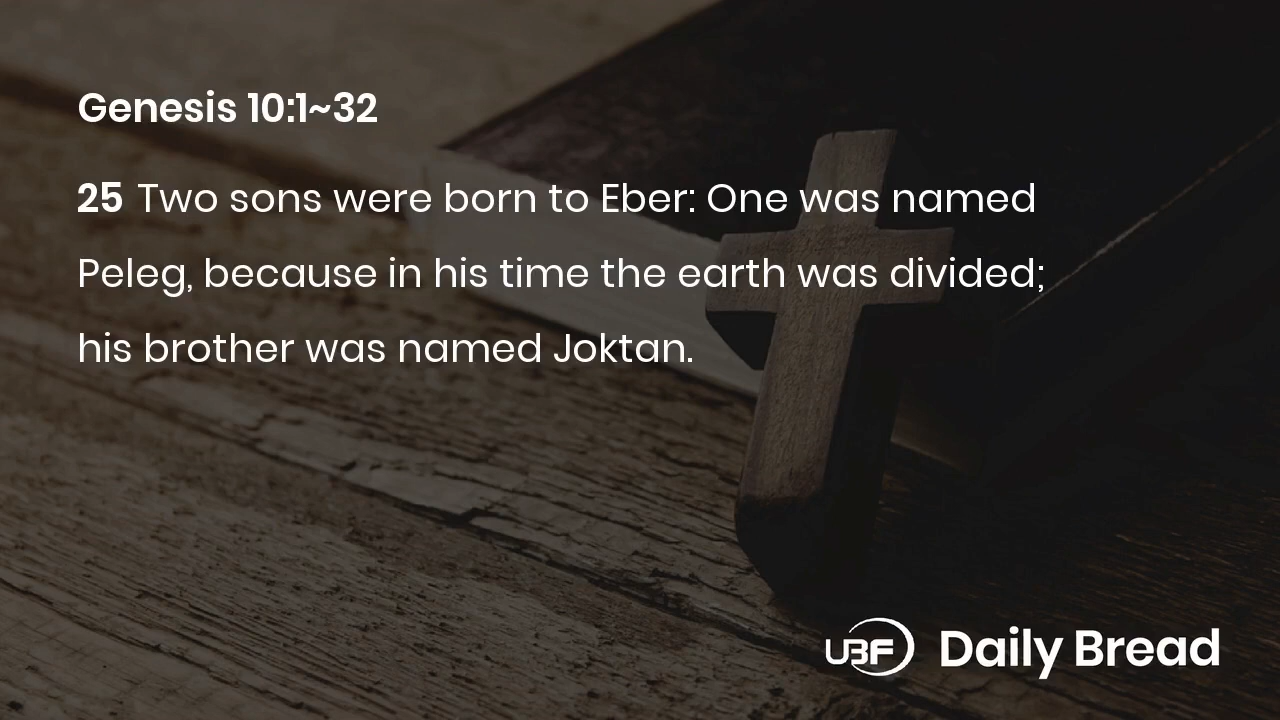 Genesis 10:1~32
25 Two sons were born to Eber: One was named
Peleg, because in his time the earth was divided;
his brother was named Joktan.
UBF Daily Bread